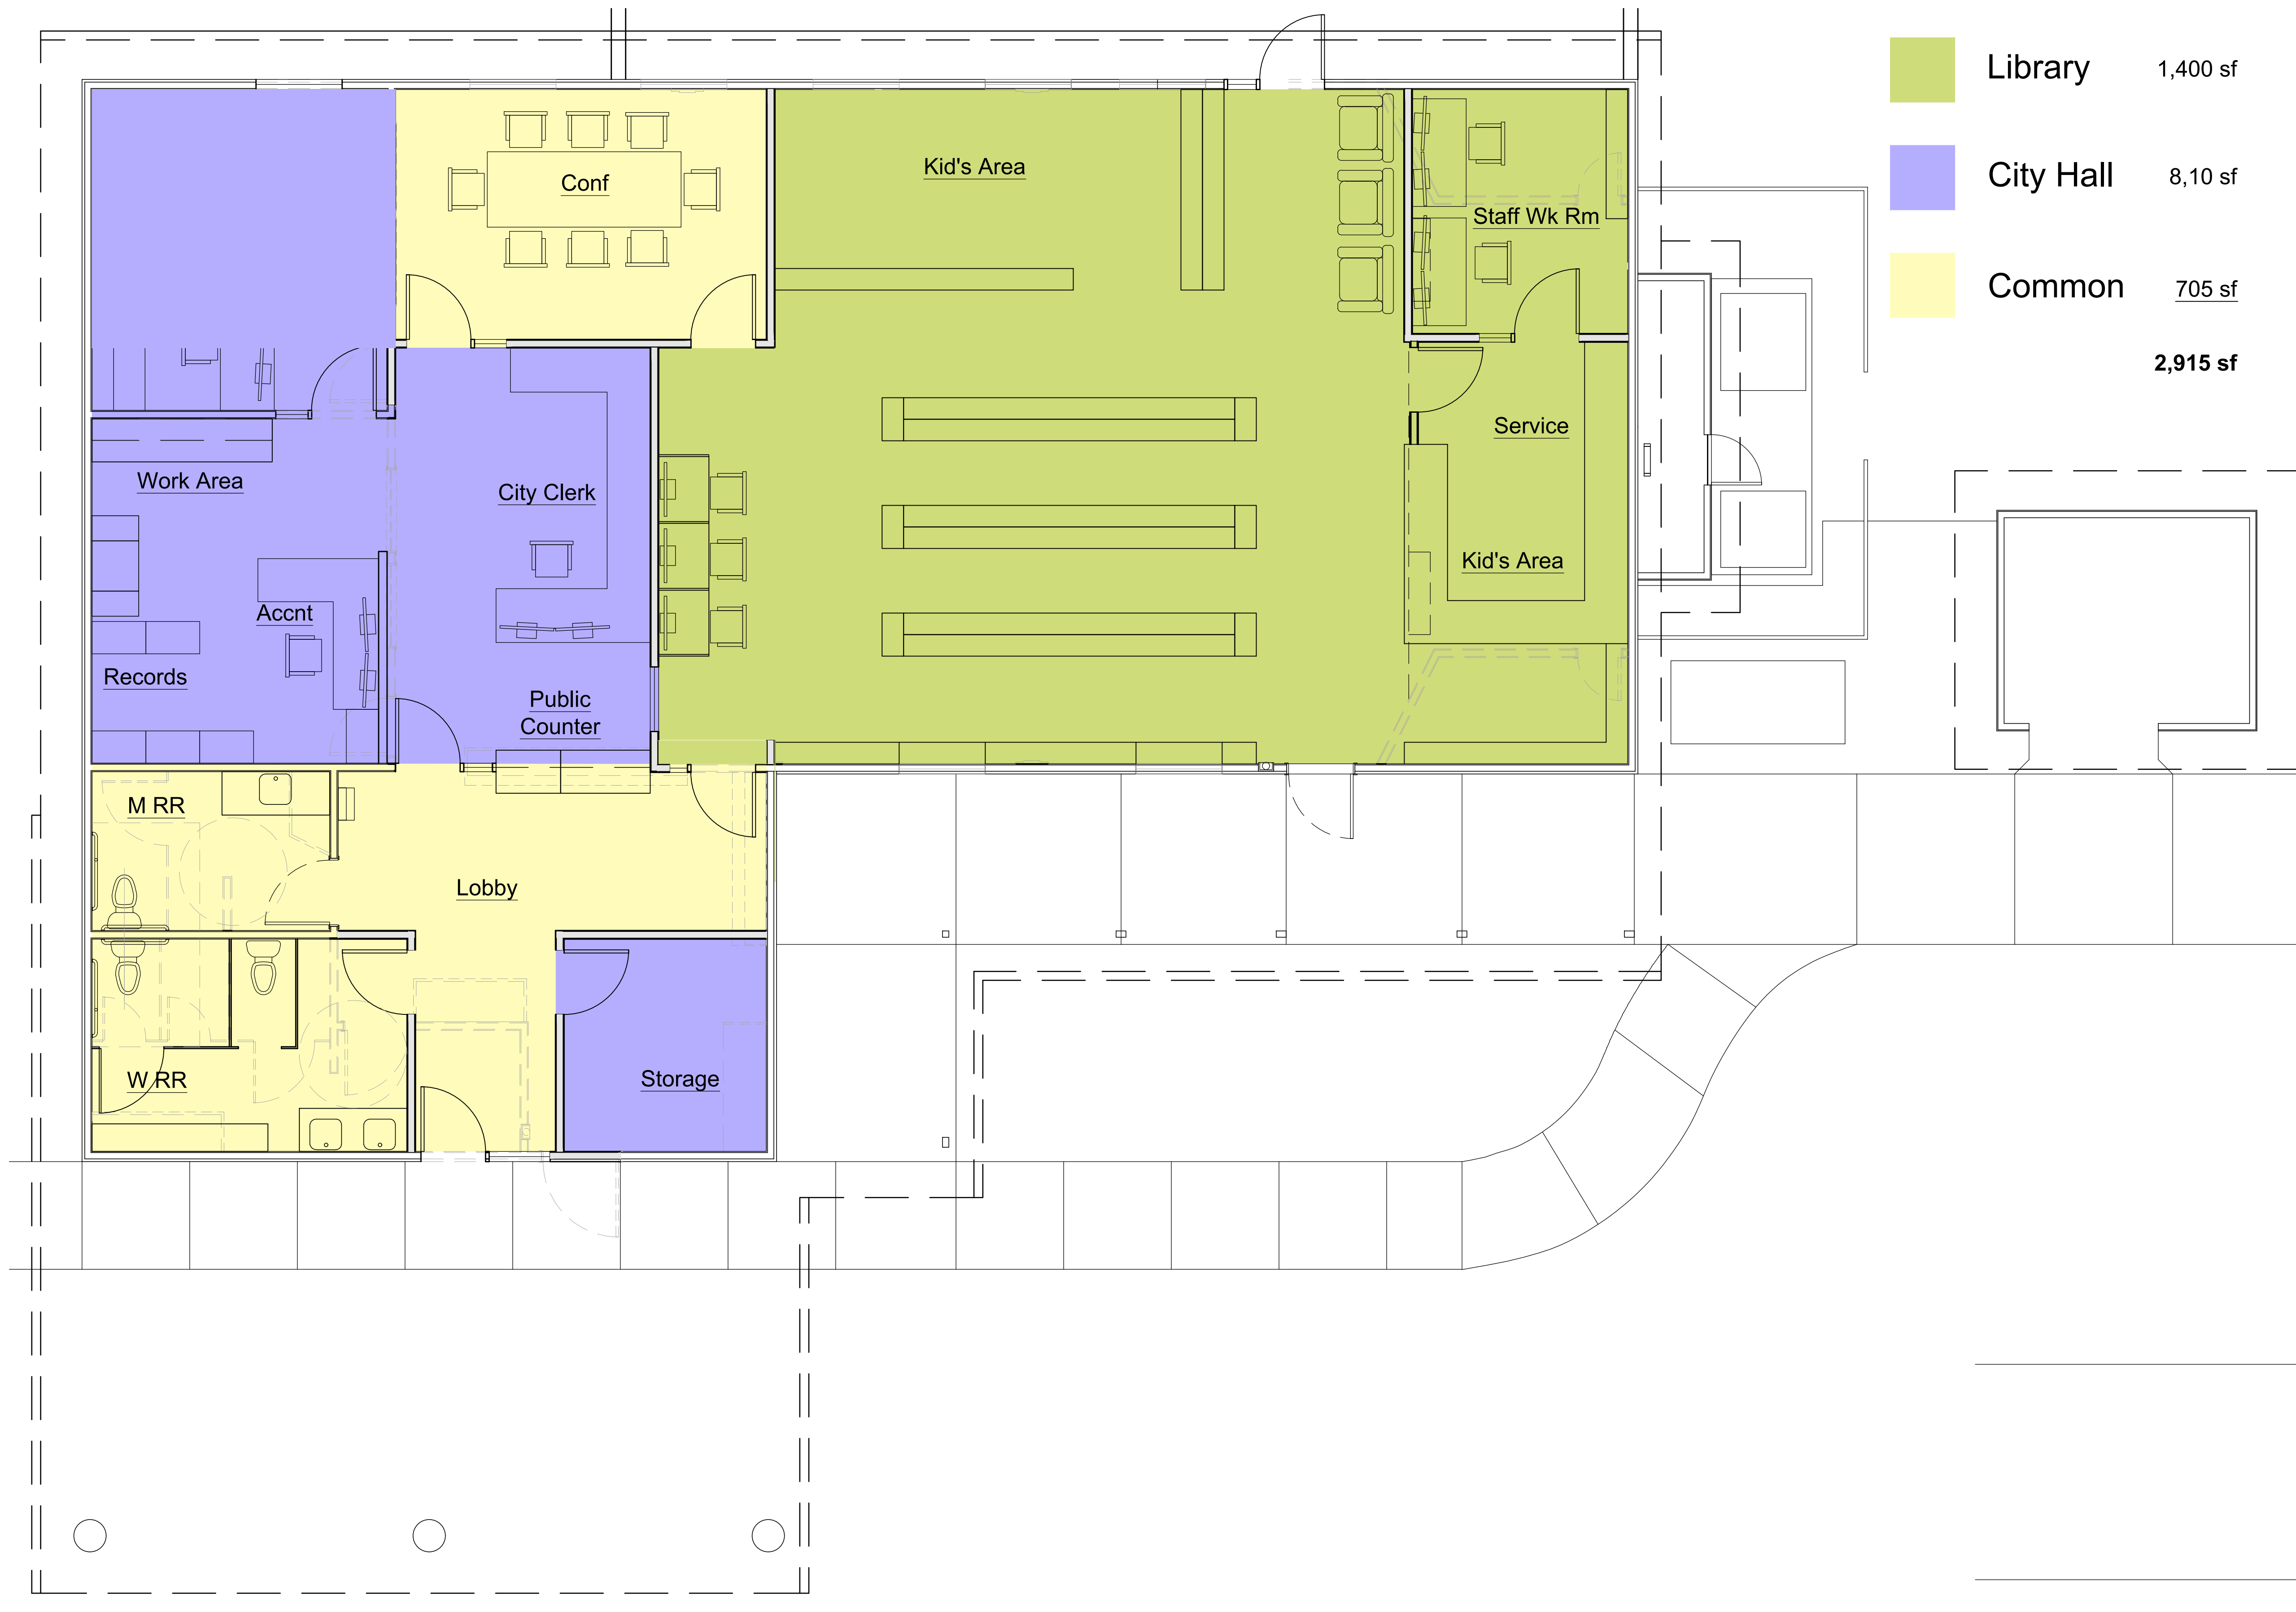 Library 1,400 sf
City Hall 8,10 sf
Common 705 sf
2,915 sf
Conf
Kid's Area
Staff Wk Rm
Service
Work Area
City Clerk
Kid's Area
Accnt
Records
Public
Counter
M RR
Lobby
W RR
Storage